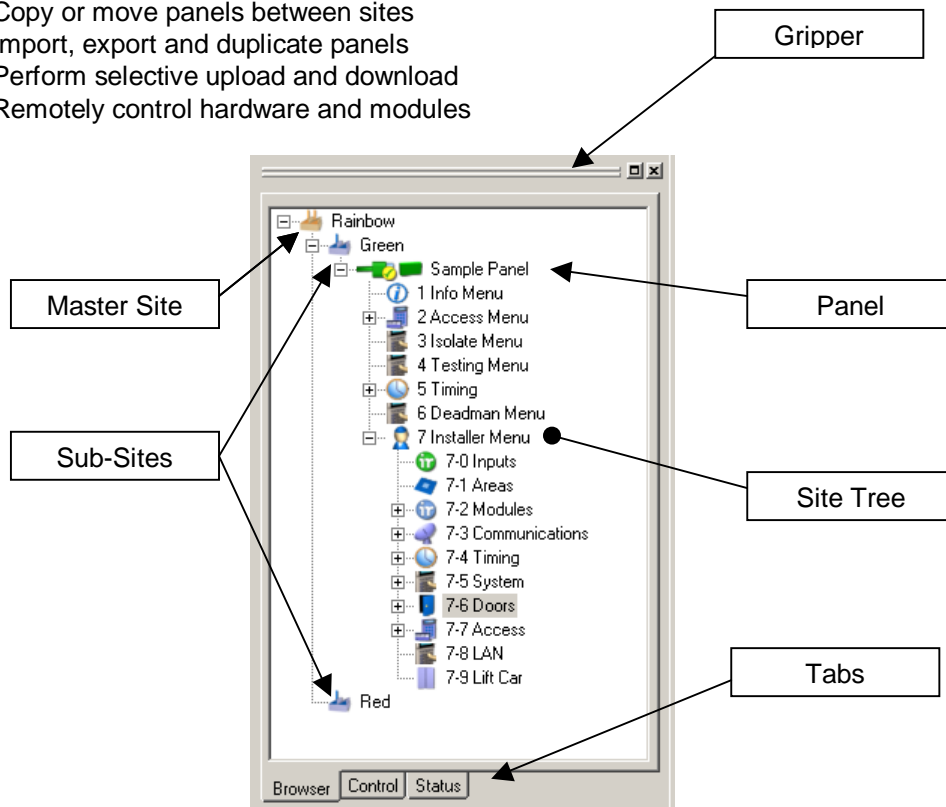 Copy or move panels between sites
mport, export and duplicate panels
Perform selective upload and download
Remotely control hardware and modules
Gripper
Rainbow
Green
Sample Panel
1 Info Menu
2 Access Menu
3 Isolate Menu
4 Testing Menu
5 Timing
6 Deadman Menu
7 Installer Menu
7-0 Inputs
7-1 Areas
7-2 Modules
7-3 Communications
7-4 Timing
7-5 System
7-6 Doors
7-7 Access
7-8 LAN
7-9 Lift Car
Red
Master Site
Panel
Sub-Sites
Site Tree
Tabs
Browser Control Status